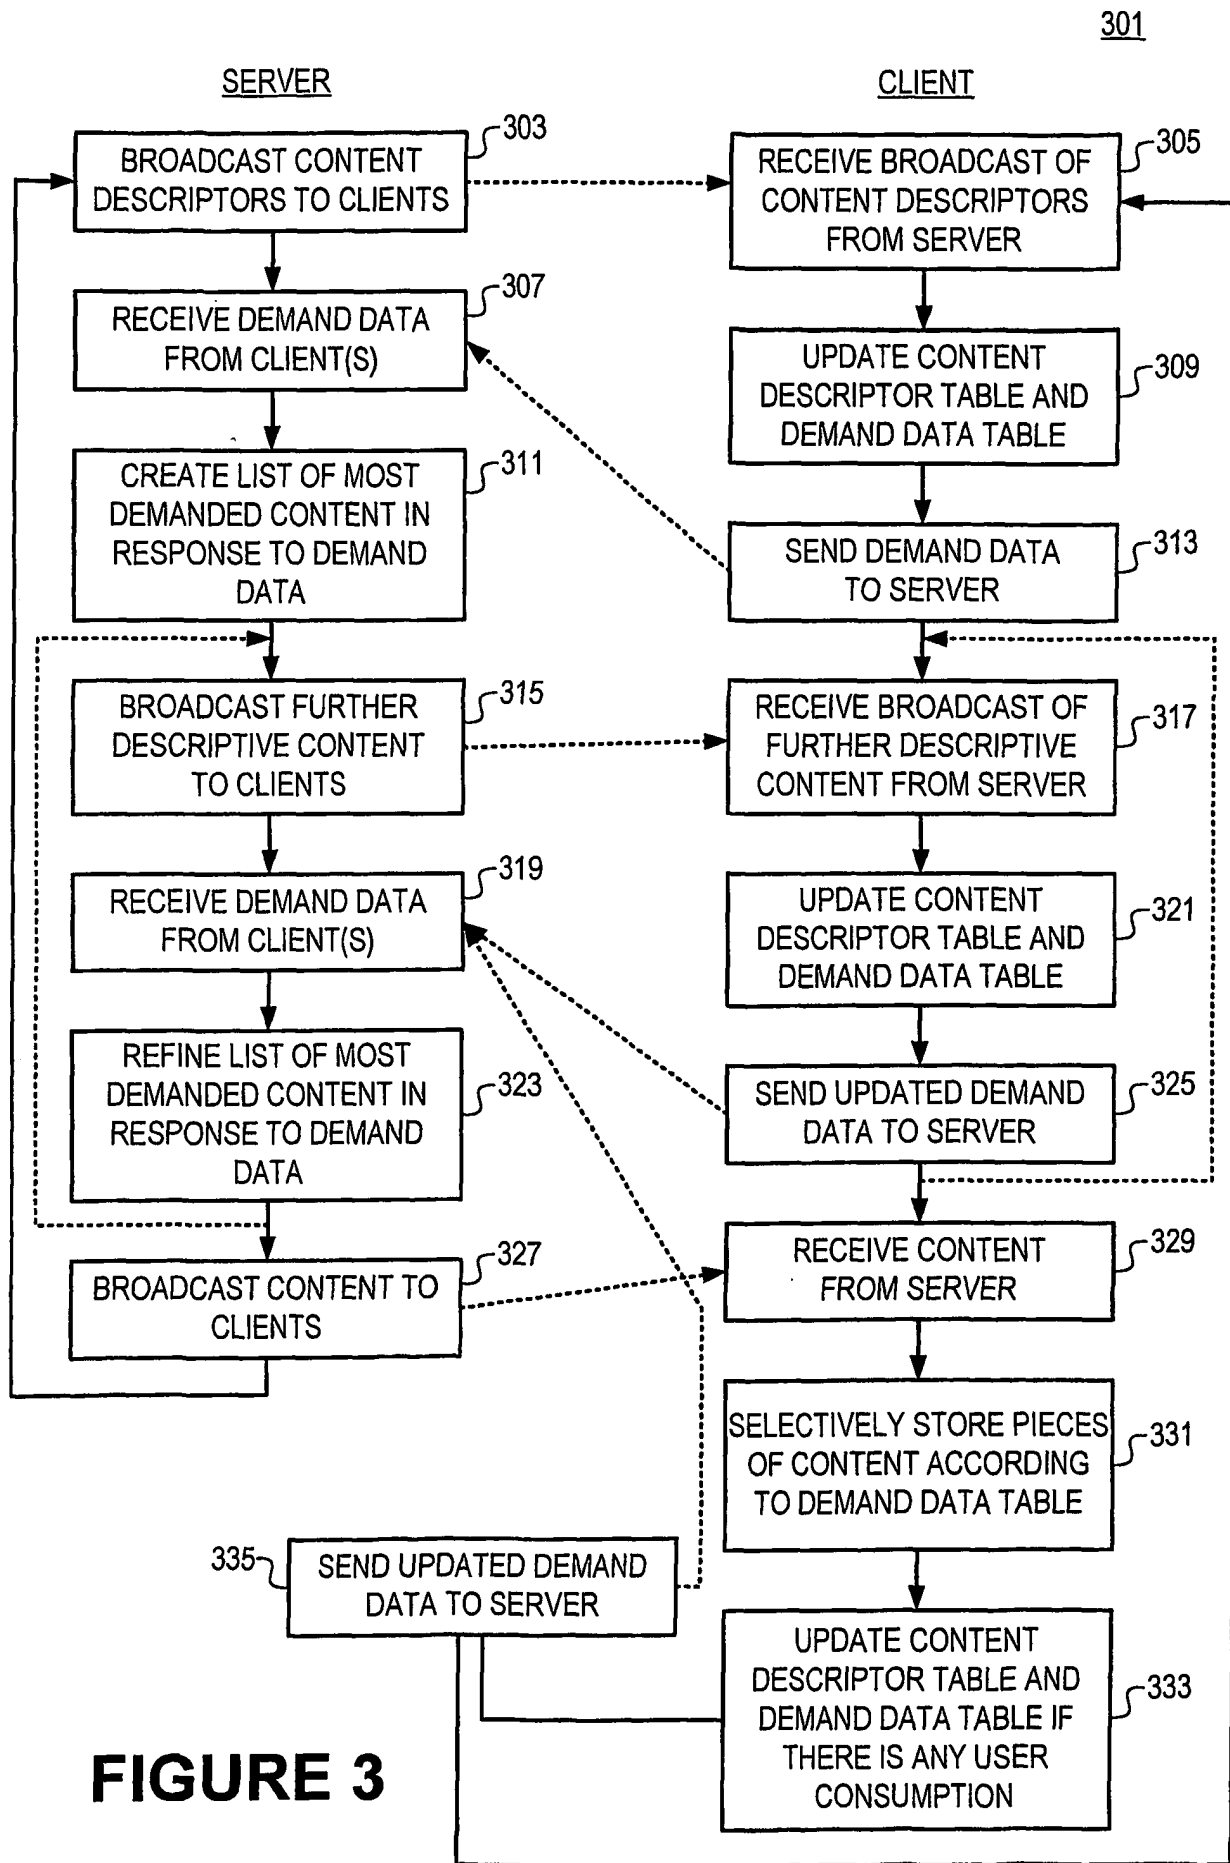 301
SERVER
CLIENT
303
BROADCAST CONTENT
DESCRIPTORS TO CLIENTS
305
RECEIVE BROADCAST OF
CONTENT DESCRIPTORS
FROM SERVER
307
RECEIVE DEMAND DATA
FROM CLIENT(S)
309
UPDATE CONTENT
DESCRIPTOR TABLE AND
DEMAND DATA TABLE
311
CREATE LIST OF MOST
DEMANDED CONTENT IN
RESPONSE TO DEMAND
DATA
313
SEND DEMAND DATA
TO SERVER
315
BROADCAST FURTHER
DESCRIPTIVE CONTENT
TO CLIENTS
317
RECEIVE BROADCAST OF
FURTHER DESCRIPTIVE
CONTENT FROM SERVER
319
RECEIVE DEMAND DATA
FROM CLIENT(S)
321
UPDATE CONTENT
DESCRIPTOR TABLE AND
DEMAND DATA TABLE
323
REFINE LIST OF MOST
DEMANDED CONTENT IN
RESPONSE TO DEMAND
DATA
325
SEND UPDATED DEMAND
DATA TO SERVER
327
BROADCAST CONTENT TO
CLIENTS
329
RECEIVE CONTENT
FROM SERVER
331
SELECTIVELY STORE PIECES
OF CONTENT ACCORDING
TO DEMAND DATA TABLE
335
SEND UPDATED DEMAND
DATA TO SERVER
333
UPDATE CONTENT
DESCRIPTOR TABLE AND
DEMAND DATA TABLE IF
THERE IS ANY USER
CONSUMPTION
FIGURE 3